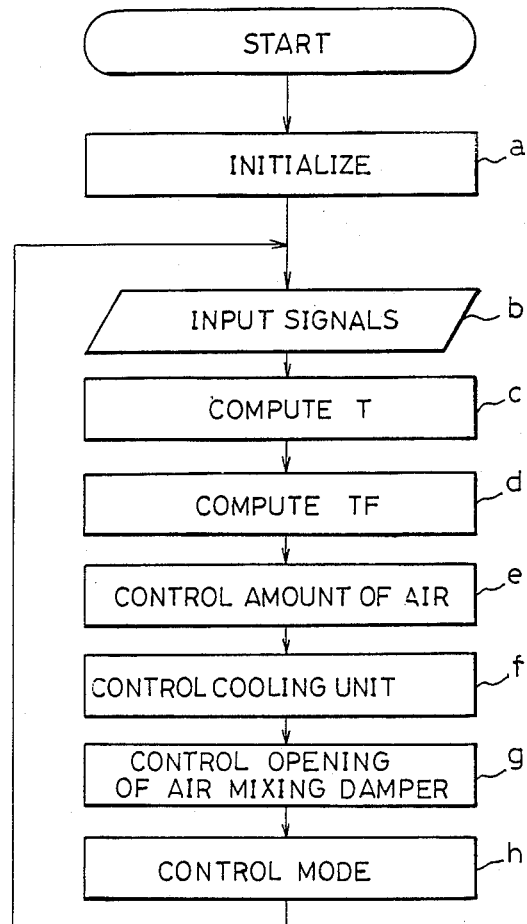 START
INITIALIZE
a
INPUT SIGNALS
b
COMPUTE T
c
COMPUTE TF
d
CONTROL AMOUNT OF AIR
e
CONTROL COOLING UNIT
f
CONTROL OPENING
OF AIR MIXING DAMPER
g
CONTROL MODE
h